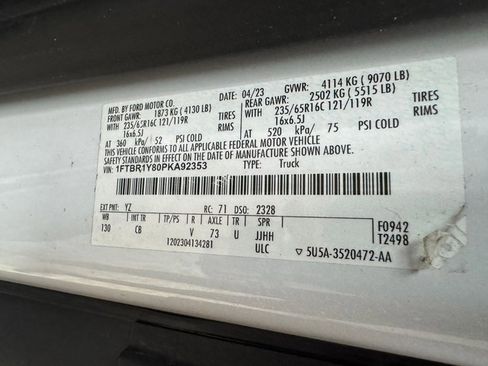 MFD. BY FORD MOTOR CO.
DATE: 04/23 GVWR: 4114 KG ( 9070 LB)
FRONT GAWR: 1873 KG ( 4130 LB) REAR GAWR: 2502 KG ( 5515 LB)
WITH 235/65R16C 121/119R TIRES WITH 235/65R16C 121/119R TIRES
16x6.5J RIMS 16x6.5J RIMS
AT 360 kPa/ 52 PSI COLD AT 520 kPa/ 75 PSI COLD
THIS VEHICLE CONFORMS TO ALL APPLICABLE FEDERAL MOTOR VEHICLE
SAFETY STANDARDS IN EFFECT ON THE DATE OF MANUFACTURE SHOWN ABOVE.
VIN: 1FTBR1Y80PKA92353 TYPE: Truck
EXT PNT: YZ RC: 71 DSO: 2328
WB INT TR TP/PS R AXLE TR SPR F0942
130 CB V 73 U JJHH T2498
1202304134281 ULC 5U5A-3520472-AA